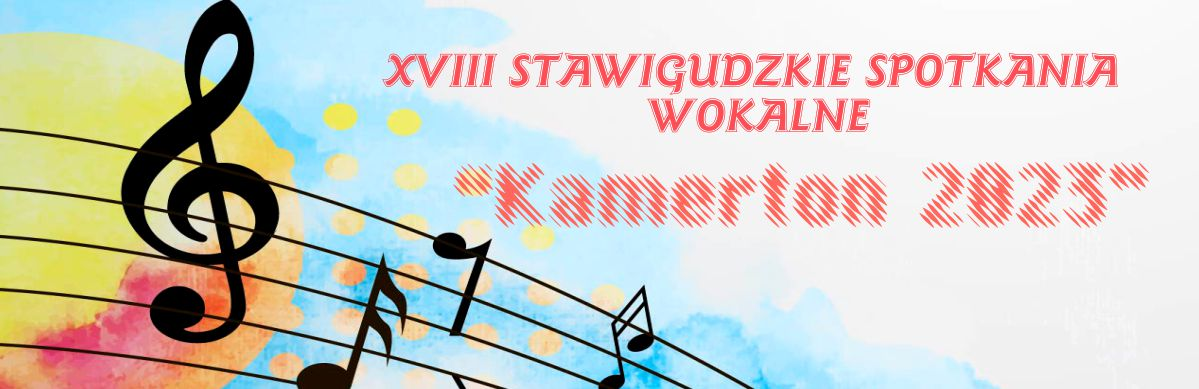 XVIII STAWIGUDZKIE SPOTKANIA
WOKALNE
"Kamerton 2023"